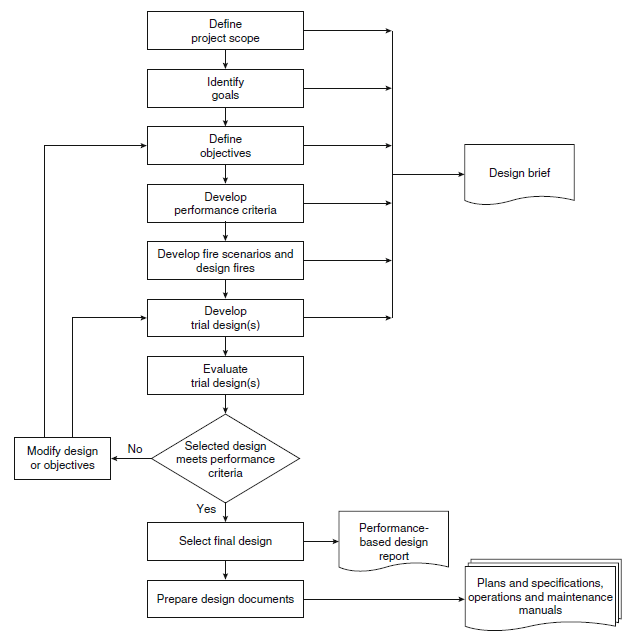 Define
project scope
Identify
goals
Define
objectives
Design brief
Develop
performance criteria
Develop fire scenarios and
design fires
Develop
trial design(s)
Evaluate
trial design(s)
Modify design
or objectives
No
Selected design
meets performance
criteria
Yes
Select final design
Performance-
based design
report
Prepare design documents
Plans and specifications,
operations and maintenance
manuals